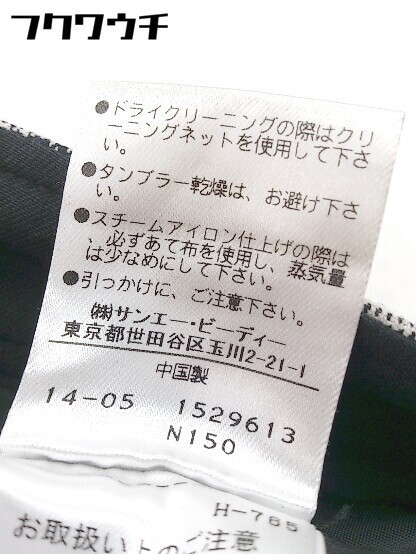 フクワウチ
●ドライクリーニングの際はクリ
ーニングネットを使用して下さ
い。
●タンブラー乾燥は、お避け下さ
い。
●スチームアイロン仕上げの際は
、必ずあて布を使用し、蒸気量
は少なめにして下さい。
●引っかけに、ご注意下さい。
㈱サンエー・ビーディー
東京都世田谷区玉川2-21-1
中国製
14-05 1529613
N150
H-765
お取扱い上のご注意